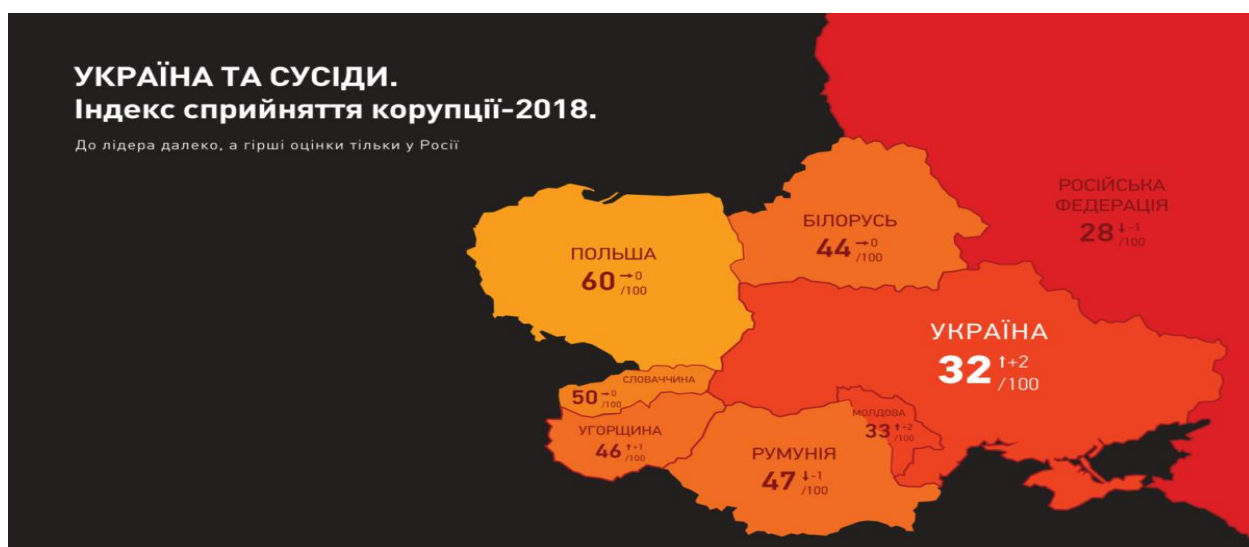 УКРАЇНА ТА СУСІДИ.
Індекс сприйняття корупції-2018.
До лідера далеко, а гірші оцінки тільки у Росії
РОСІЙСЬКА
ФЕДЕРАЦІЯ
28 ↓-1
/100
БІЛОРУСЬ
44 →0
/100
ПОЛЬША
60 →0
/100
УКРАЇНА
32 ↑+2
/100
СЛОВАЧЧИНА
50 →0
/100
МОЛДОВА
33 ↑+2
/100
УГОРЩИНА
46 ↑+1
/100
РУМУНІЯ
47 ↓-1
/100